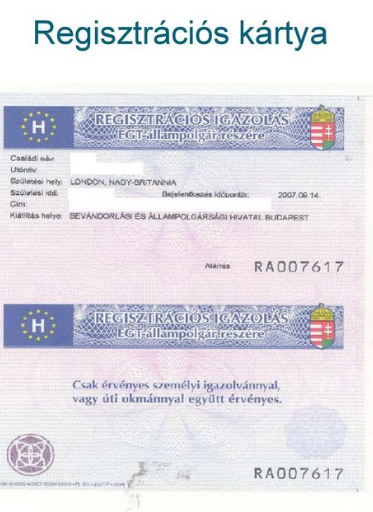 Regisztrációs kártya
REGISZTRÁCIÓS IGAZOLÁS
EGT-állampolgár részére
H
Családi név:
Utónév:
Születési hely: LONDON, NAGY-BRITANNIA
Születési idő: Bejelentkezés időpontja: 2007.09.14.
Cím:
Kiállítás helye: BEVÁNDORLÁSI ÉS ÁLLAMPOLGÁRSÁGI HIVATAL BUDAPEST
Aláírás RA007617
REGISZTRÁCIÓS IGAZOLÁS
EGT-állampolgár részére
H
Csak érvényes személyi igazolvánnyal,
vagy úti okmánnyal együtt érvényes.
RA007617